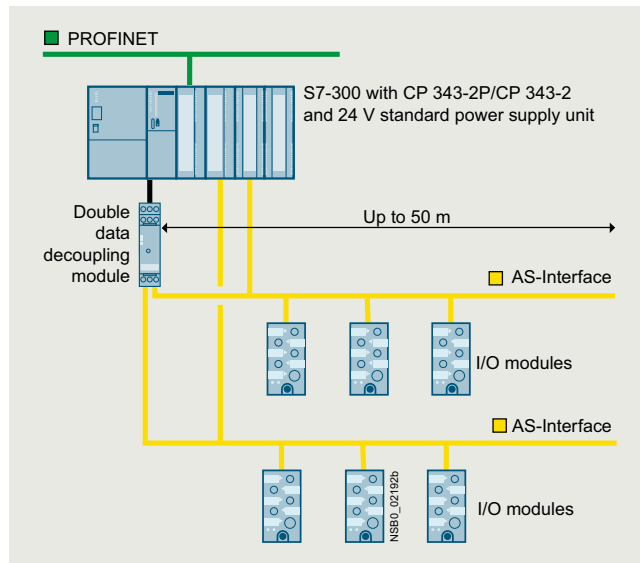 PROFINET
S7-300 with CP 343-2P/CP 343-2
and 24 V standard power supply unit
Double
data
decoupling
module
Up to 50 m
AS-Interface
I/O modules
AS-Interface
I/O modules
NSB0_02192b